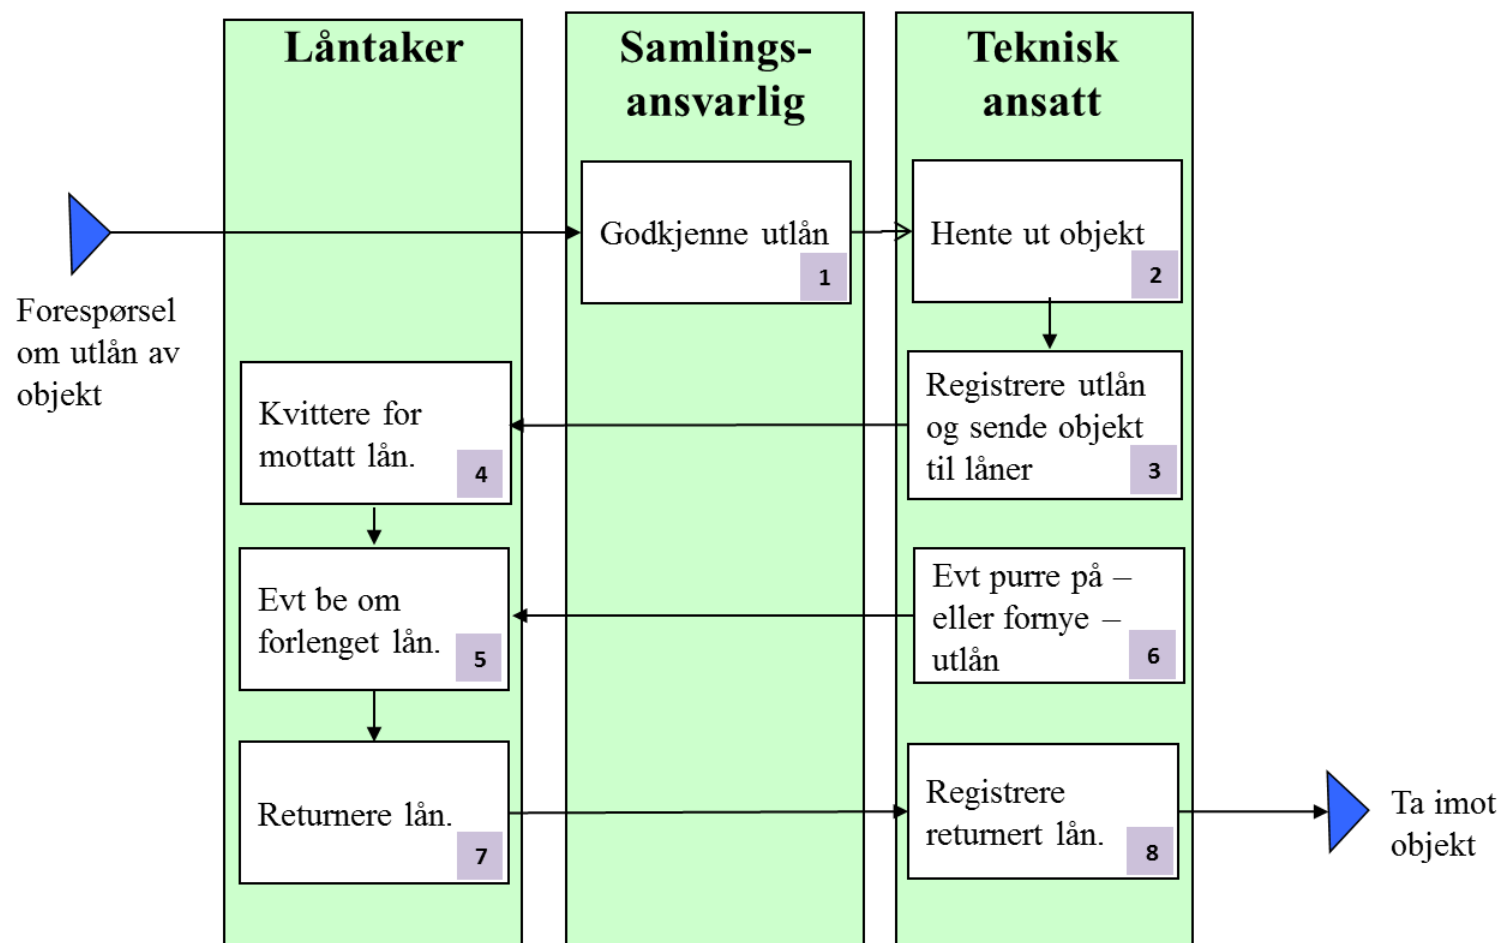 Låntaker
Samlings-
ansvarlig
Teknisk
ansatt
Forespørsel
om utlån av
objekt
Godkjenne utlån
1
Hente ut objekt
2
Registrere utlån
og sende objekt
til låner
3
Kvittere for
mottatt lån.
4
Evt be om
forlenget lån.
5
Evt purre på –
eller fornye –
utlån
6
Returnere lån.
7
Registrere
returnert lån.
8
Ta imot
objekt